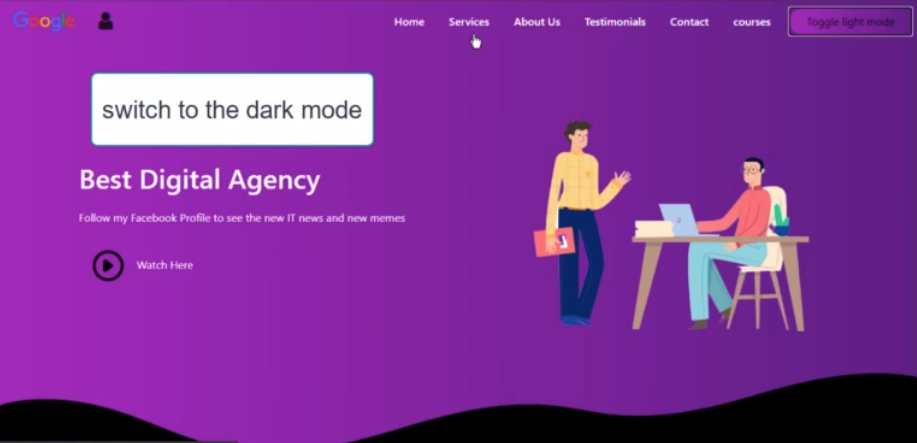 Google
Home Services About Us Testimonials Contact courses Toggle light mode
switch to the dark mode
Best Digital Agency
Follow my Facebook Profile to see the new IT news and new memes
Watch Here